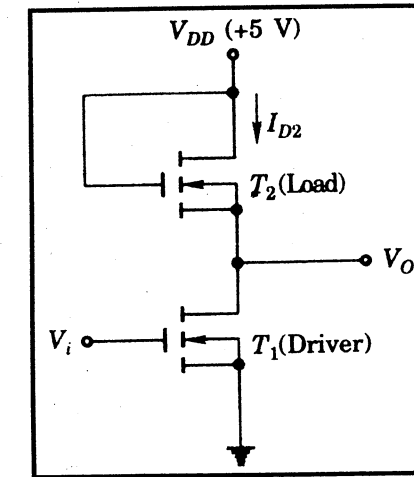 V_DD (+5 V)
I_D2
T_2(Load)
V_O
V_i
T_1(Driver)